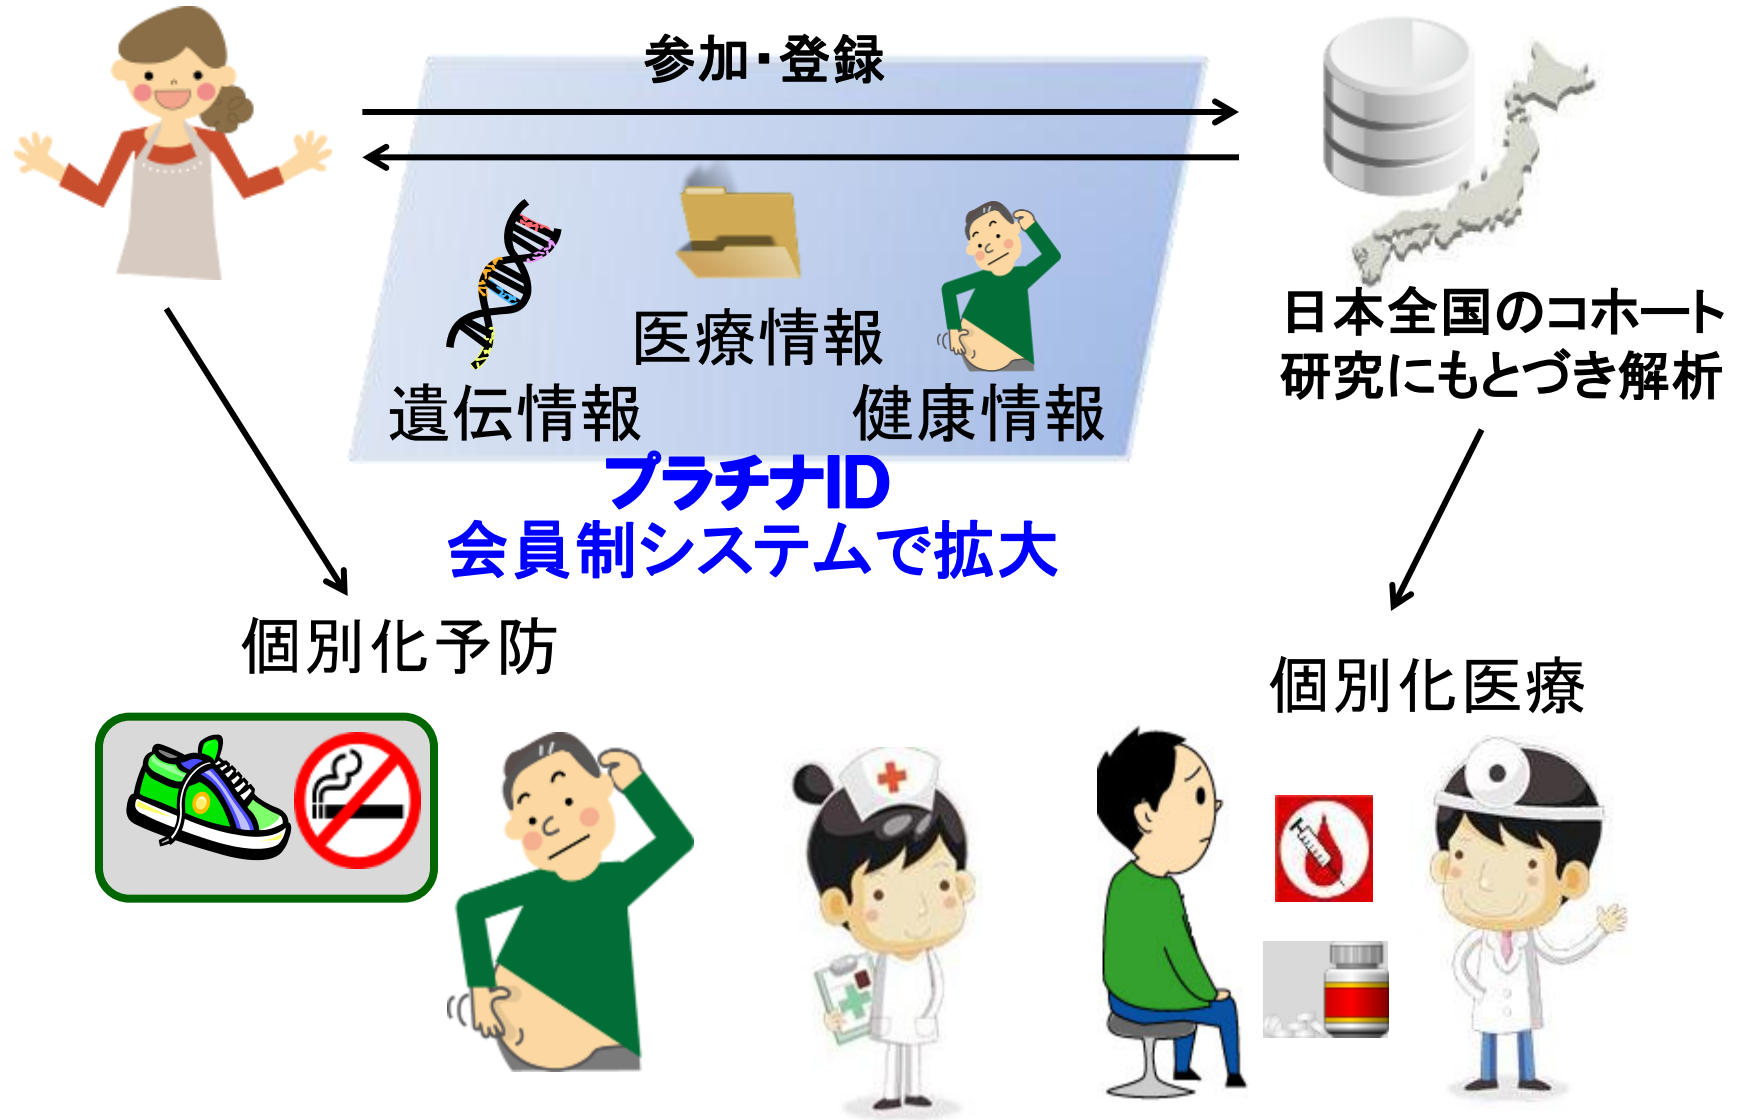 参加・登録
医療情報
遺伝情報
健康情報
プラチナID
会員制システムで拡大
日本全国のコホート
研究にもとづき解析
個別化予防
個別化医療